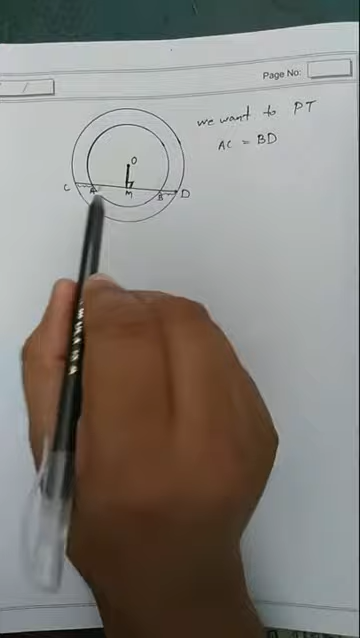 Page No:
we want to PT
AC = BD
O
C A M B D